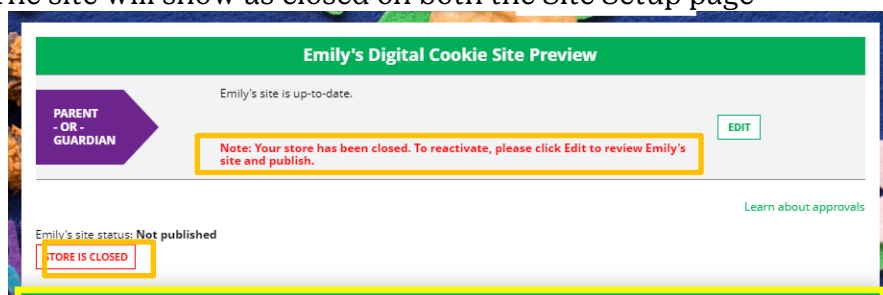 The site will show as closed on both the Site Setup page
Emily's Digital Cookie Site Preview
Emily's site is up-to-date.
PARENT
- OR -
GUARDIAN
EDIT
Note: Your store has been closed. To reactivate, please click Edit to review Emily's
site and publish.
Learn about approvals
Emily's site status: Not published
STORE IS CLOSED